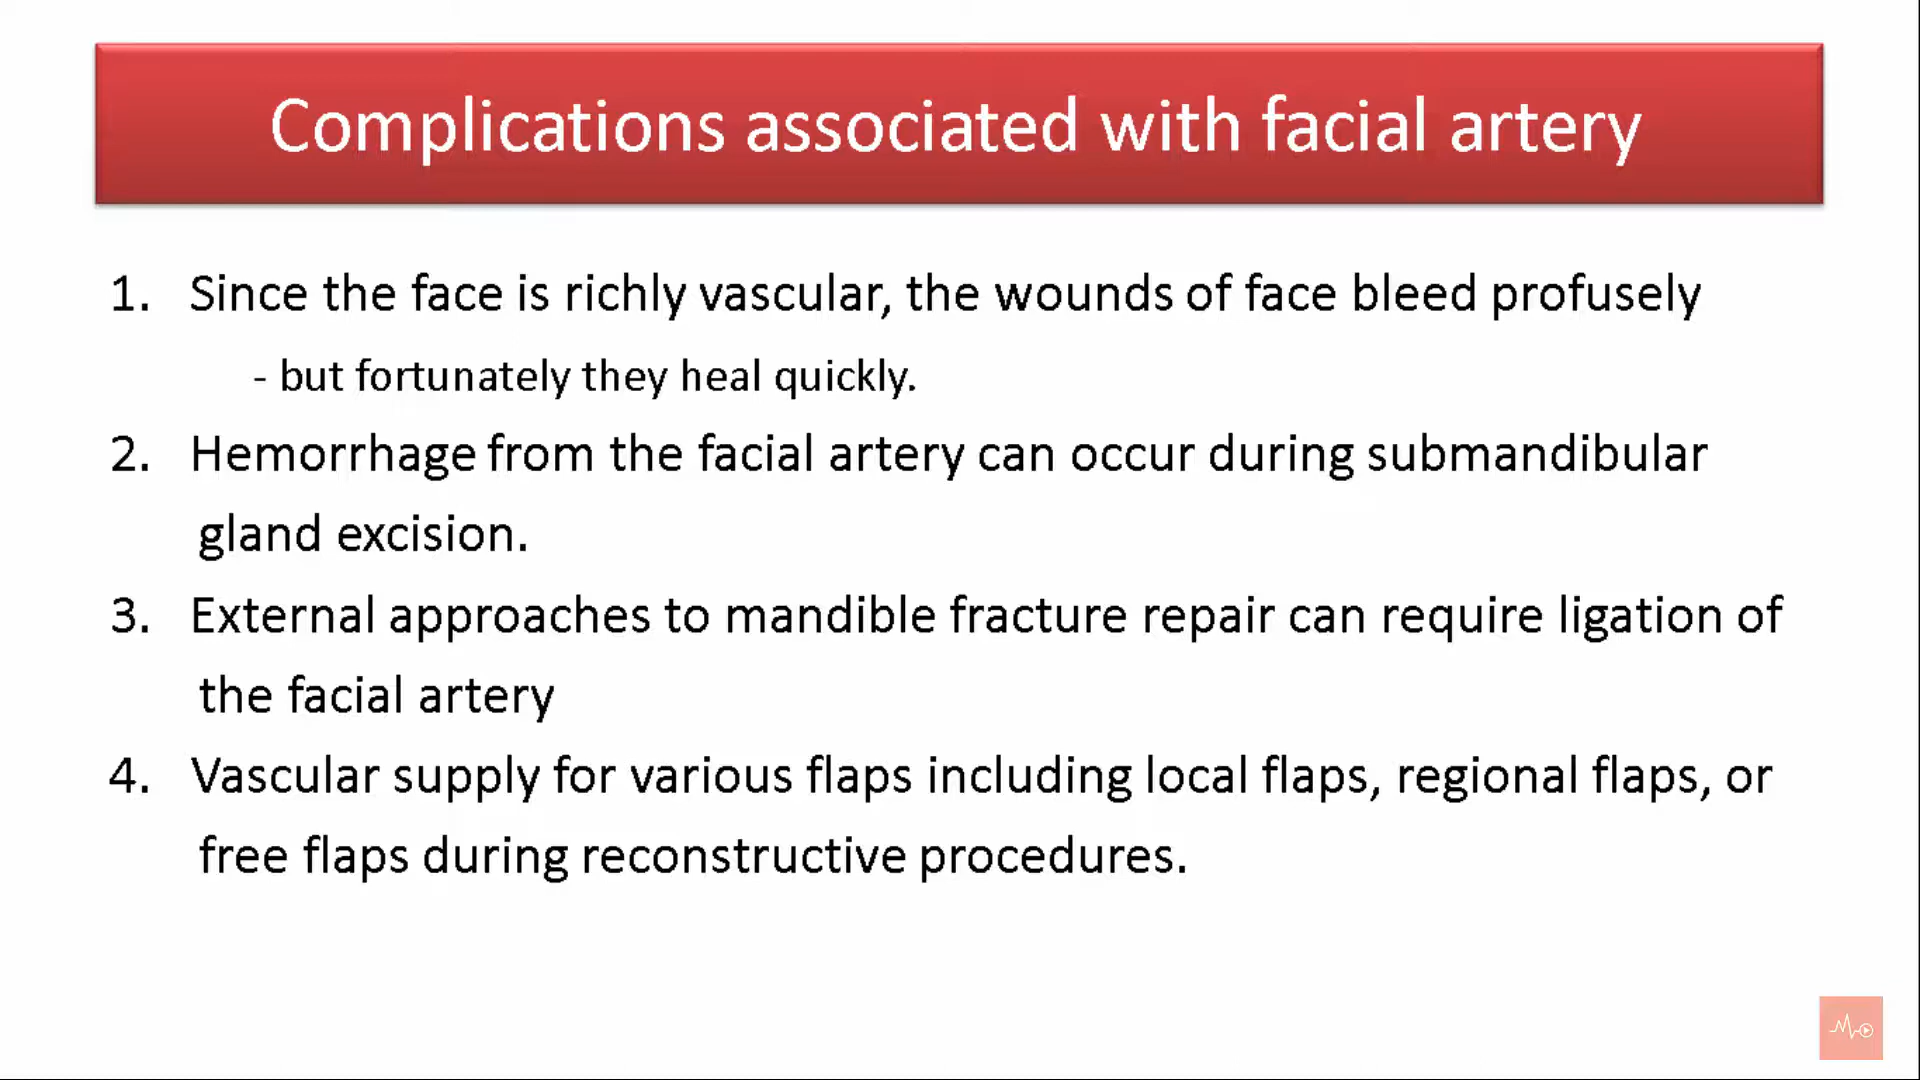 Complications associated with facial artery
1. Since the face is richly vascular, the wounds of face bleed profusely
- but fortunately they heal quickly.
2. Hemorrhage from the facial artery can occur during submandibular
gland excision.
3. External approaches to mandible fracture repair can require ligation of
the facial artery
4. Vascular supply for various flaps including local flaps, regional flaps, or
free flaps during reconstructive procedures.